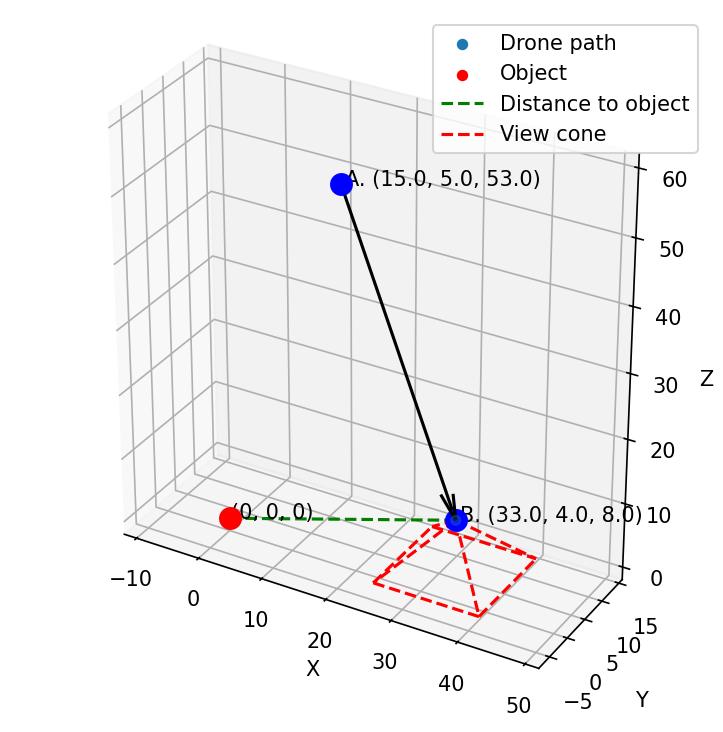 Drone path
Object
Distance to object
View cone
A. (15.0, 5.0, 53.0)
(0, 0, 0)
B. (33.0, 4.0, 8.0)
60
50
40
30
20
10
0
Z
−10
0
10
20
30
40
50
X
−5
0
5
10
15
Y